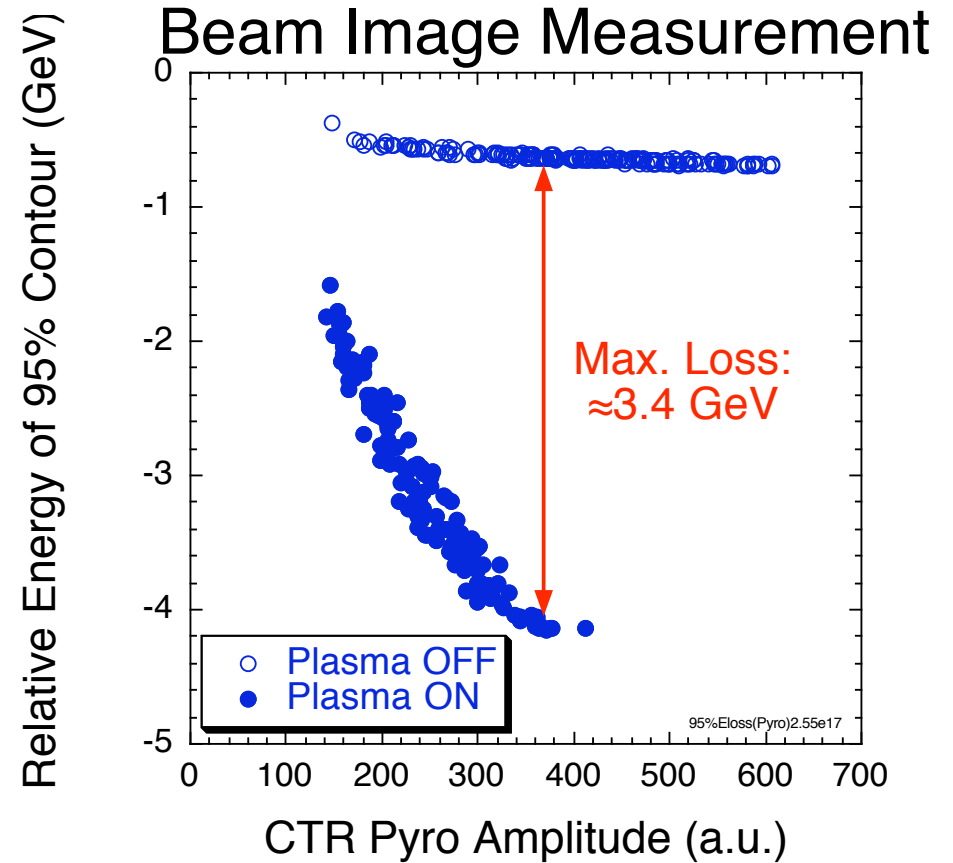 Beam Image Measurement
Relative Energy of 95% Contour (GeV)
0
-1
-2
-3
-4
-5
Max. Loss:
≈3.4 GeV
Plasma OFF
Plasma ON
95%Eloss(Pyro)2.55e17
0 100 200 300 400 500 600 700
CTR Pyro Amplitude (a.u.)